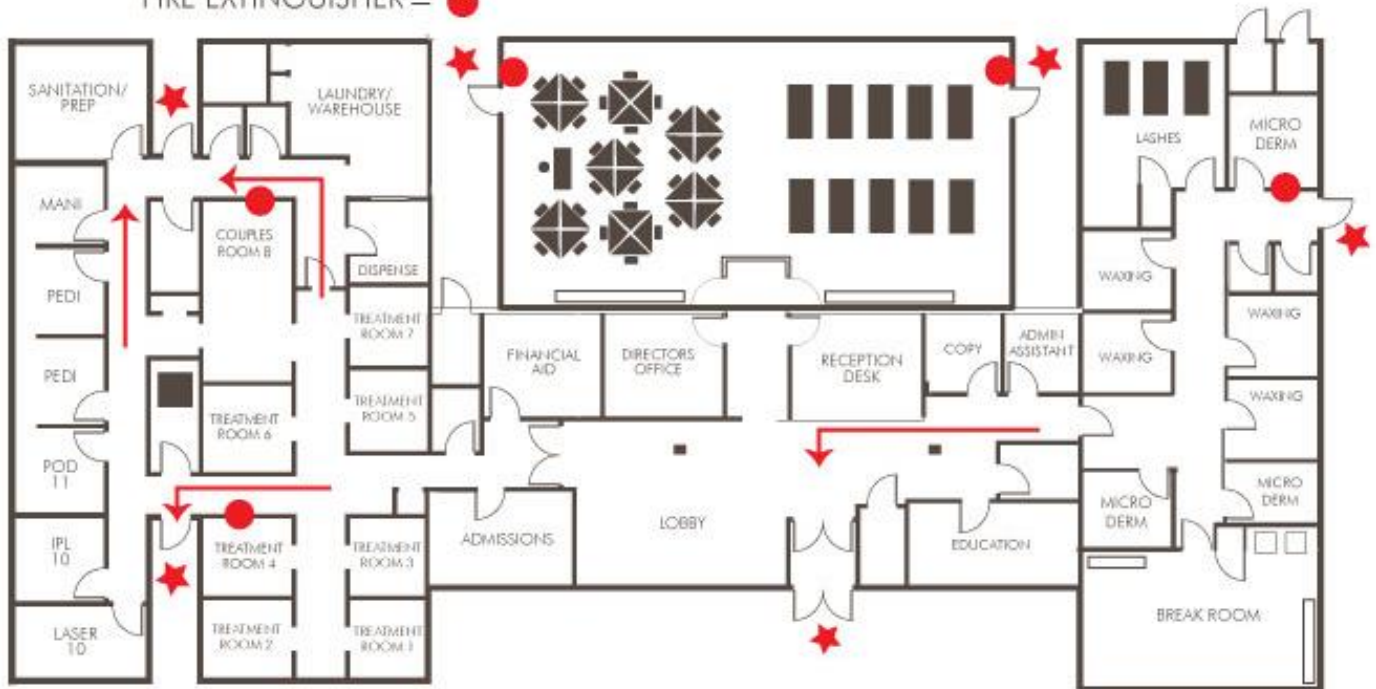 FIRE EXTINGUISHER =
SANITATION/
PREP
LAUNDRY/
WAREHOUSE
LASHES
MICRO
DERM
MANI
COUPLES
ROOM 8
DISPENSE
PEDI
WAXING
WAXING
TREATMENT
ROOM 7
FINANCIAL
AID
DIRECTORS
OFFICE
RECEPTION
DESK
COPY
ADMIN
ASSISTANT
WAXING
PEDI
TREATMENT
ROOM 5
WAXING
TREATMENT
ROOM 6
POD
11
MICRO
DERM
MICRO
DERM
LOBBY
ADMISSIONS
EDUCATION
IPL
10
TREATMENT
ROOM 4
TREATMENT
ROOM 3
BREAK ROOM
LASER
10
TREATMENT
ROOM 2
TREATMENT
ROOM 1